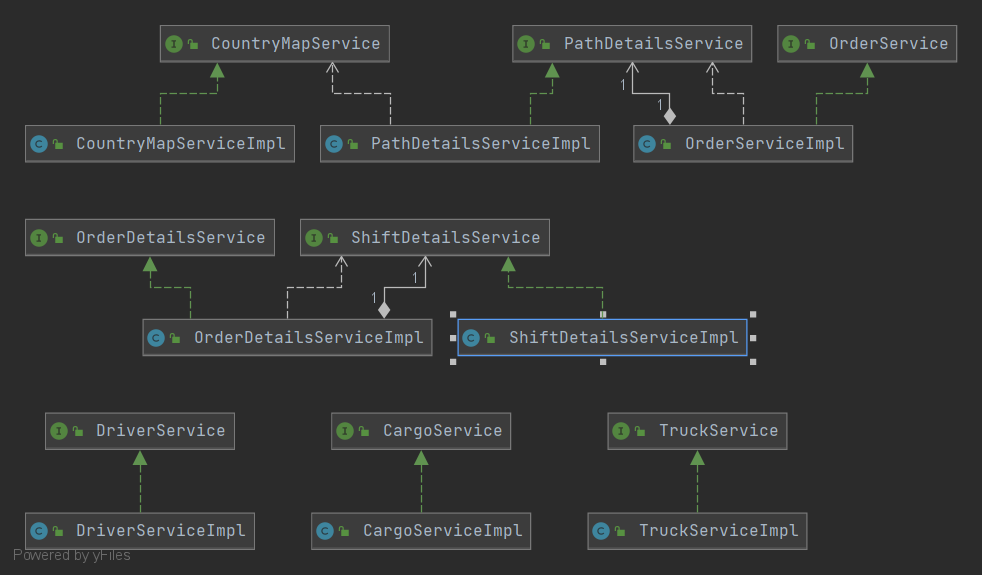 CountryMapService
PathDetailsService
OrderService
1
1
CountryMapServiceImpl
PathDetailsServiceImpl
OrderServiceImpl
OrderDetailsService
ShiftDetailsService
1
1
OrderDetailsServiceImpl
ShiftDetailsServiceImpl
DriverService
CargoService
TruckService
DriverServiceImpl
CargoServiceImpl
TruckServiceImpl
Powered by yFiles